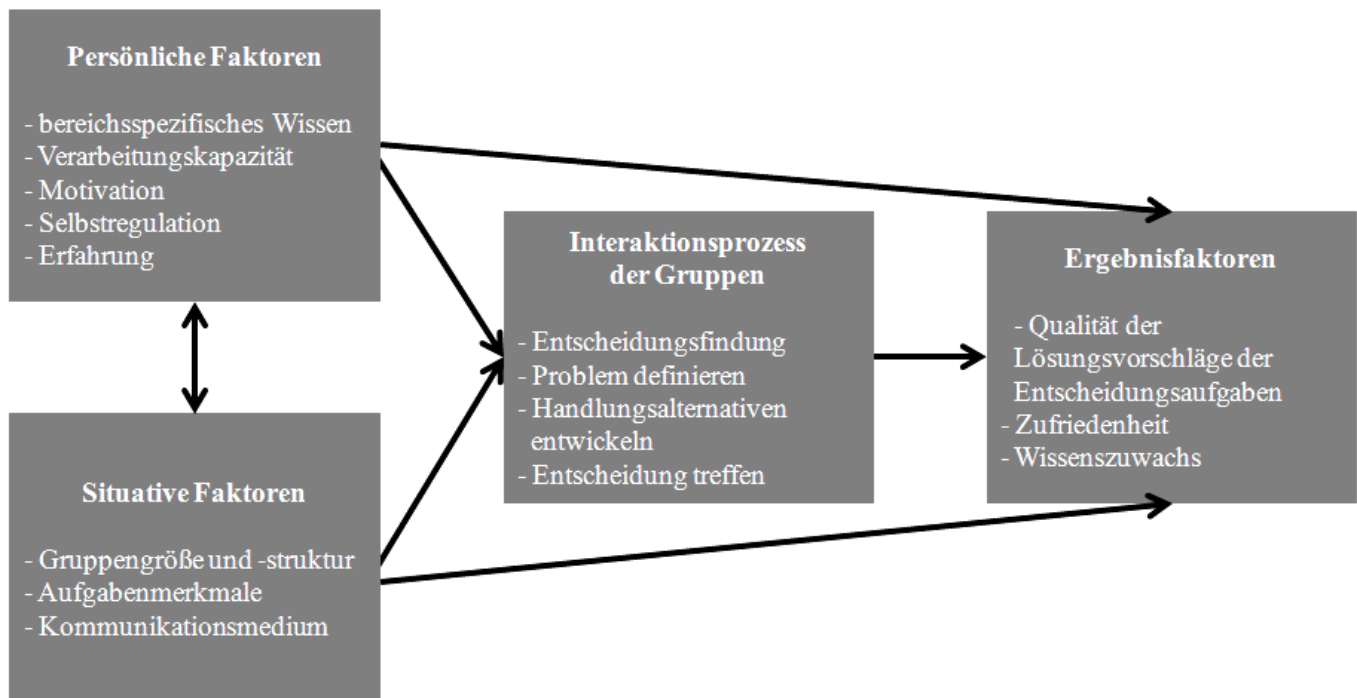 Persönliche Faktoren
- bereichsspezifisches Wissen
- Verarbeitungskapazität
- Motivation
- Selbstregulation
- Erfahrung
Situative Faktoren
- Gruppengröße und -struktur
- Aufgabenmerkmale
- Kommunikationsmedium
Interaktionsprozess
der Gruppen
- Entscheidungsfindung
- Problem definieren
- Handlungsalternativen
entwickeln
- Entscheidung treffen
Ergebnisfaktoren
- Qualität der
Lösungsvorschläge der
Entscheidungsaufgaben
- Zufriedenheit
- Wissenszuwachs